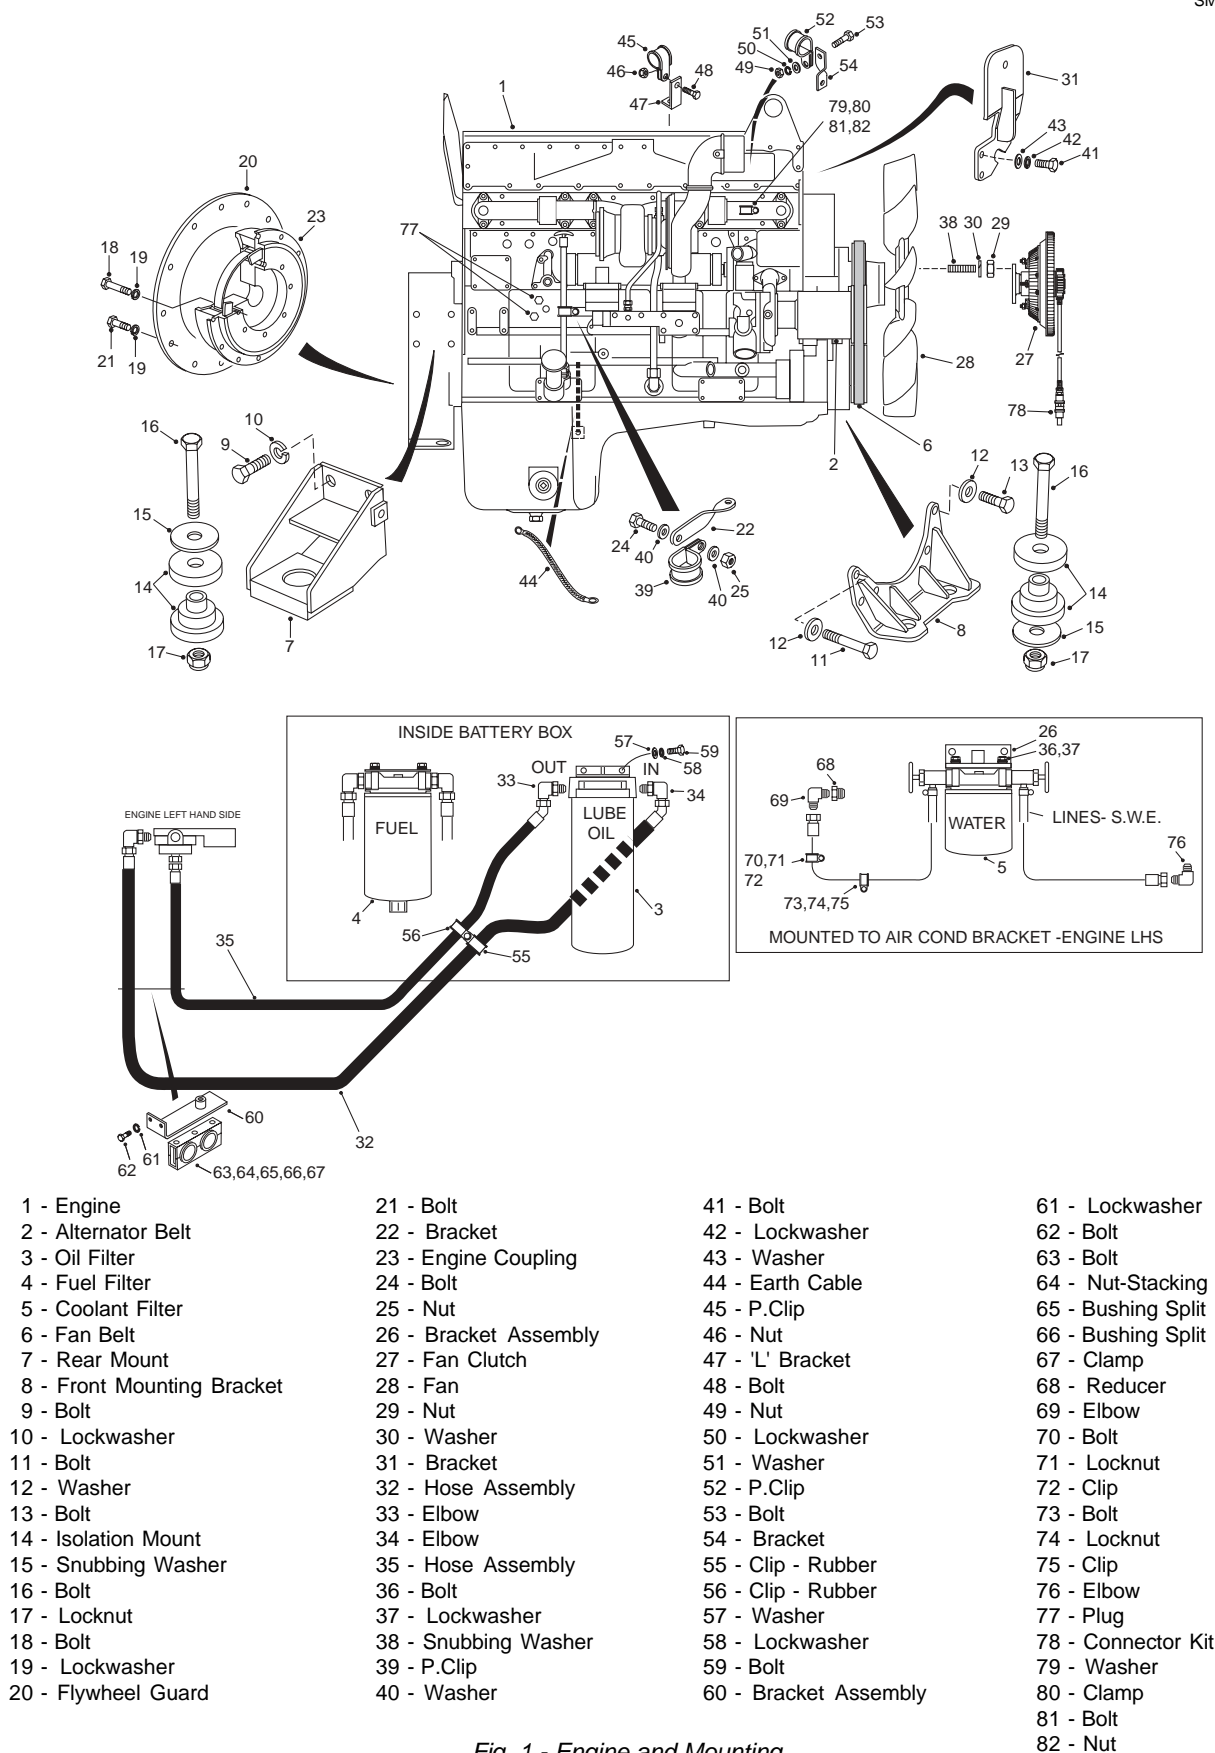 SM
52
53
51
50
49
54
45
46
48
47
1
79,80
81,82
31
43
42
41
20
23
18
19
21
19
77
38
30
29
27
28
78
6
2
16
10
9
15
14
17
7
24
40
22
44
39
40
25
12
13
16
14
15
17
8
12
11
INSIDE BATTERY BOX
57
59
58
OUT
IN
33
34
FUEL
LUBE
OIL
4
3
56
55
ENGINE LEFT HAND SIDE
35
32
60
61
62
63,64,65,66,67
26
36,37
68
69
WATER
LINES- S.W.E.
70,71
72
5
76
73,74,75
MOUNTED TO AIR COND BRACKET -ENGINE LHS
1 - Engine
2 - Alternator Belt
3 - Oil Filter
4 - Fuel Filter
5 - Coolant Filter
6 - Fan Belt
7 - Rear Mount
8 - Front Mounting Bracket
9 - Bolt
10 - Lockwasher
11 - Bolt
12 - Washer
13 - Bolt
14 - Isolation Mount
15 - Snubbing Washer
16 - Bolt
17 - Locknut
18 - Bolt
19 - Lockwasher
20 - Flywheel Guard
21 - Bolt
22 - Bracket
23 - Engine Coupling
24 - Bolt
25 - Nut
26 - Bracket Assembly
27 - Fan Clutch
28 - Fan
29 - Nut
30 - Washer
31 - Bracket
32 - Hose Assembly
33 - Elbow
34 - Elbow
35 - Hose Assembly
36 - Bolt
37 - Lockwasher
38 - Snubbing Washer
39 - P.Clip
40 - Washer
41 - Bolt
42 - Lockwasher
43 - Washer
44 - Earth Cable
45 - P.Clip
46 - Nut
47 - 'L' Bracket
48 - Bolt
49 - Nut
50 - Lockwasher
51 - Washer
52 - P.Clip
53 - Bolt
54 - Bracket
55 - Clip - Rubber
56 - Clip - Rubber
57 - Washer
58 - Lockwasher
59 - Bolt
60 - Bracket Assembly
61 - Lockwasher
62 - Bolt
63 - Bolt
64 - Nut-Stacking
65 - Bushing Split
66 - Bushing Split
67 - Clamp
68 - Reducer
69 - Elbow
70 - Bolt
71 - Locknut
72 - Clip
73 - Bolt
74 - Locknut
75 - Clip
76 - Elbow
77 - Plug
78 - Connector Kit
79 - Washer
80 - Clamp
81 - Bolt
82 - Nut
Fig. 1 - Engine and Mounting